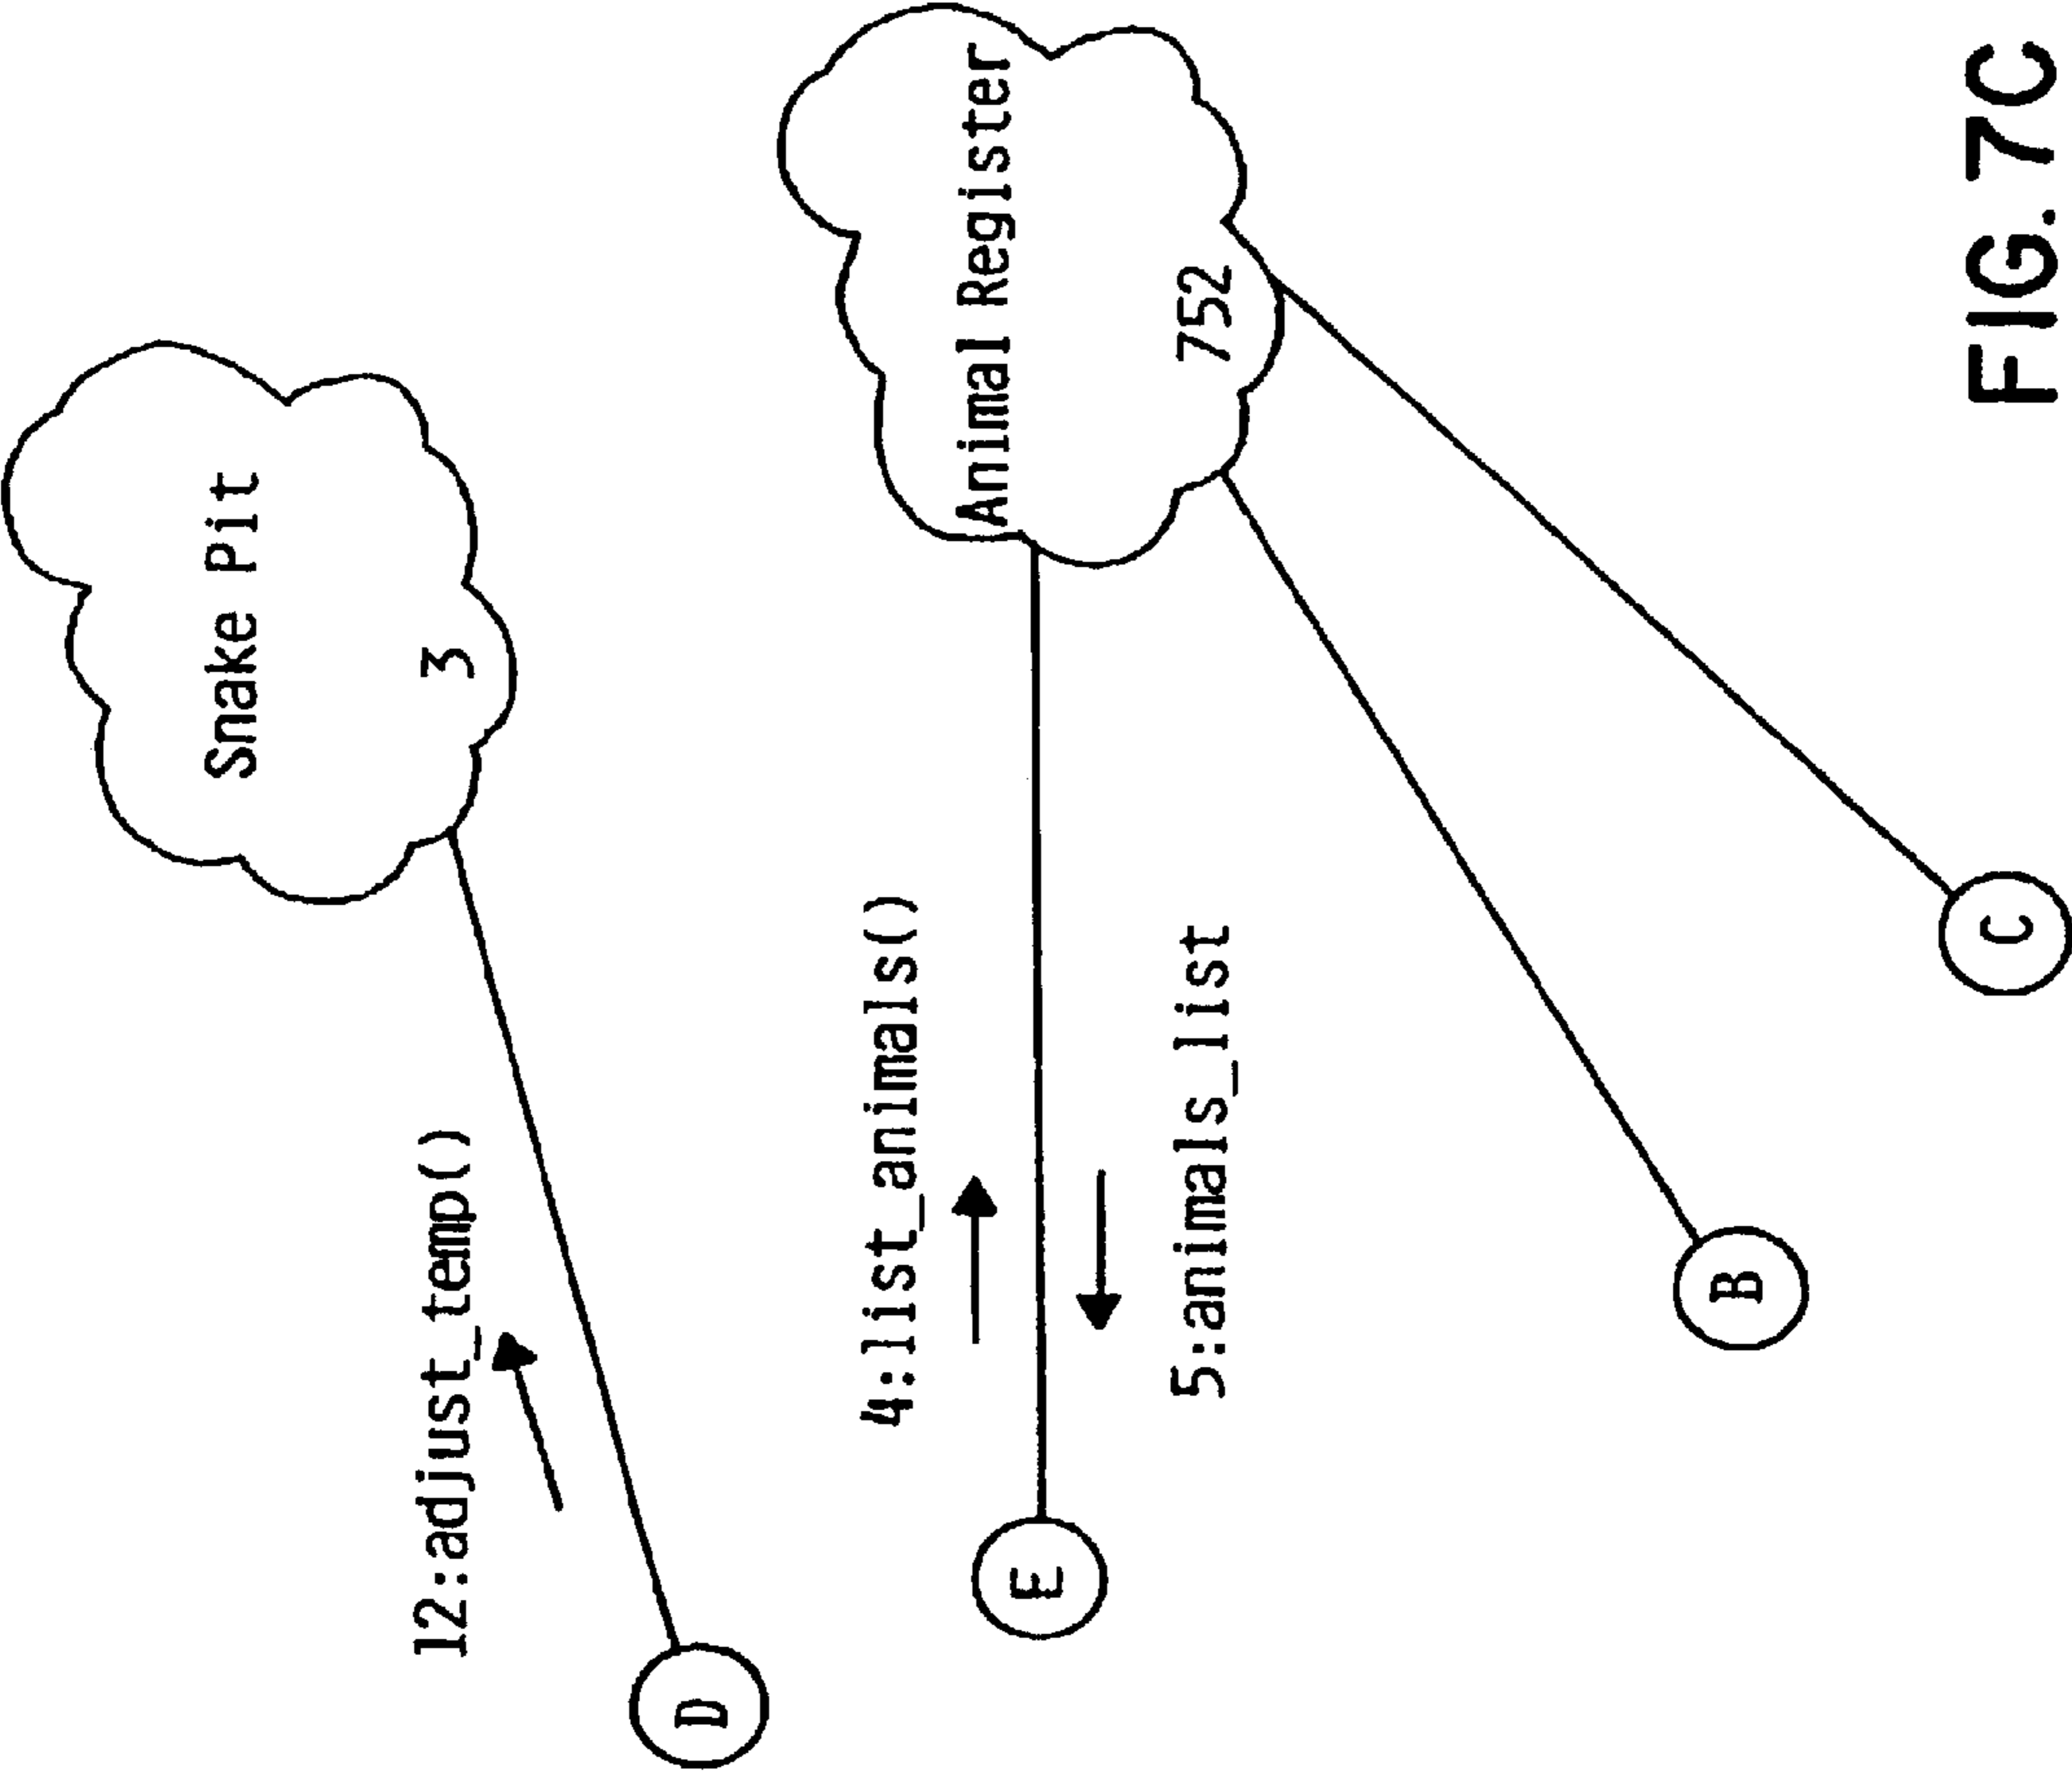 Snake Pit
3
12:adjust_temp()
D
Animal Register
752
4:list_animals()
5:animals_list
E
B
C
FIG. 7C